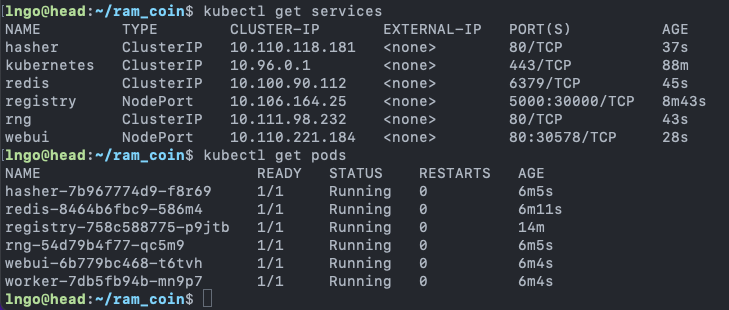 lngo@head:~/ram_coin$ kubectl get services
NAME TYPE CLUSTER-IP EXTERNAL-IP PORT(S) AGE
hasher ClusterIP 10.110.118.181 <none> 80/TCP 37s
kubernetes ClusterIP 10.96.0.1 <none> 443/TCP 88m
redis ClusterIP 10.100.90.112 <none> 6379/TCP 45s
registry NodePort 10.106.164.25 <none> 5000:30000/TCP 8m43s
rng ClusterIP 10.111.98.232 <none> 80/TCP 43s
webui NodePort 10.110.221.184 <none> 80:30578/TCP 28s
lngo@head:~/ram_coin$ kubectl get pods
NAME READY STATUS RESTARTS AGE
hasher-7b967774d9-f8r69 1/1 Running 0 6m5s
redis-8464b6fbc9-586m4 1/1 Running 0 6m11s
registry-758c588775-p9jtb 1/1 Running 0 14m
rng-54d79b4f77-qc5m9 1/1 Running 0 6m5s
webui-6b779bc468-t6tvh 1/1 Running 0 6m4s
worker-7db5fb94b-mn9p7 1/1 Running 0 6m4s
lngo@head:~/ram_coin$